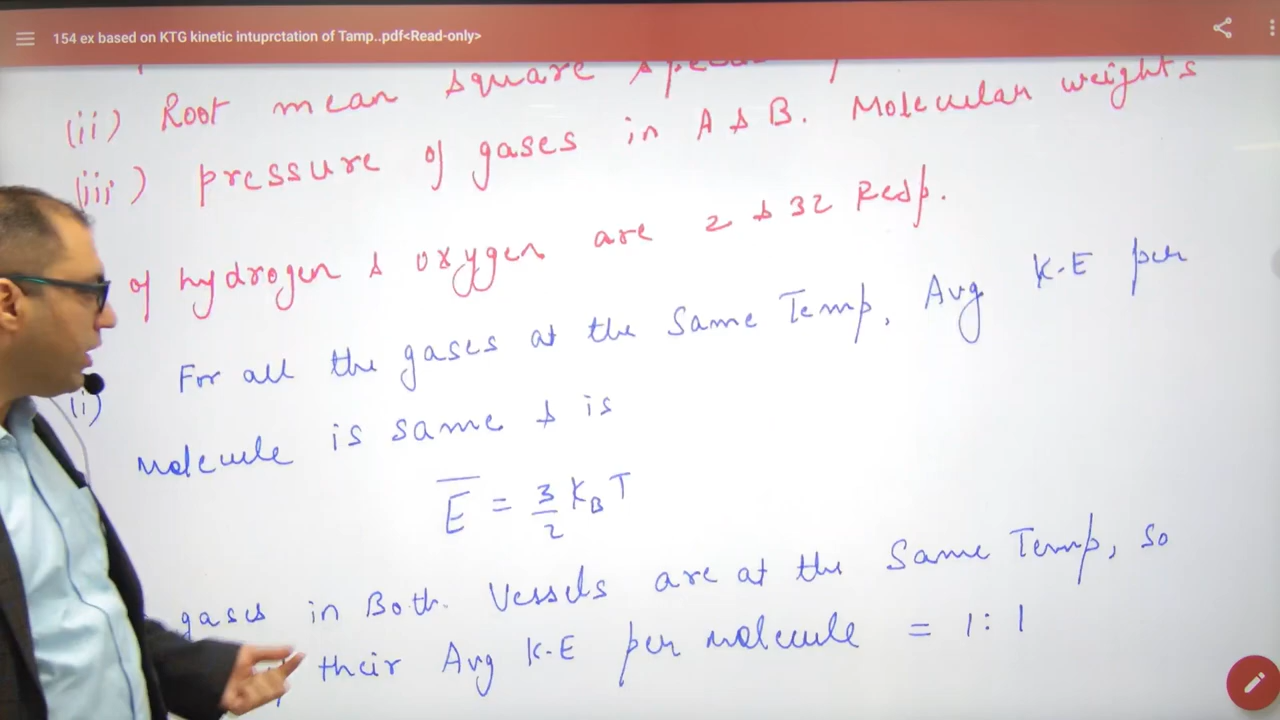 154 ex based on KTG kinetic intuprctation of Tamp..pdf<Read-only>
(ii) Root mean square speed
(iii) pressure of gases in A & B. Molecular weights
of hydrogen & oxygen are 2 & 32 Resp.
(i) For all the gases at the Same Temp, Avg K.E per
molecule is same & is
E̅ = 3/2 K_B T
gases in Both. Vessels are at the Same Temp, so
their Avg K.E per molecule = 1:1